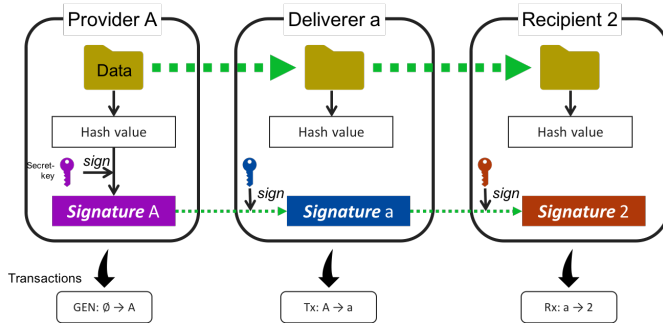 Provider A
Deliverer a
Recipient 2
Data
Hash value
Hash value
Hash value
Secret-
key
sign
sign
sign
Signature A
Signature a
Signature 2
Transactions
GEN: Ø → A
Tx: A → a
Rx: a → 2